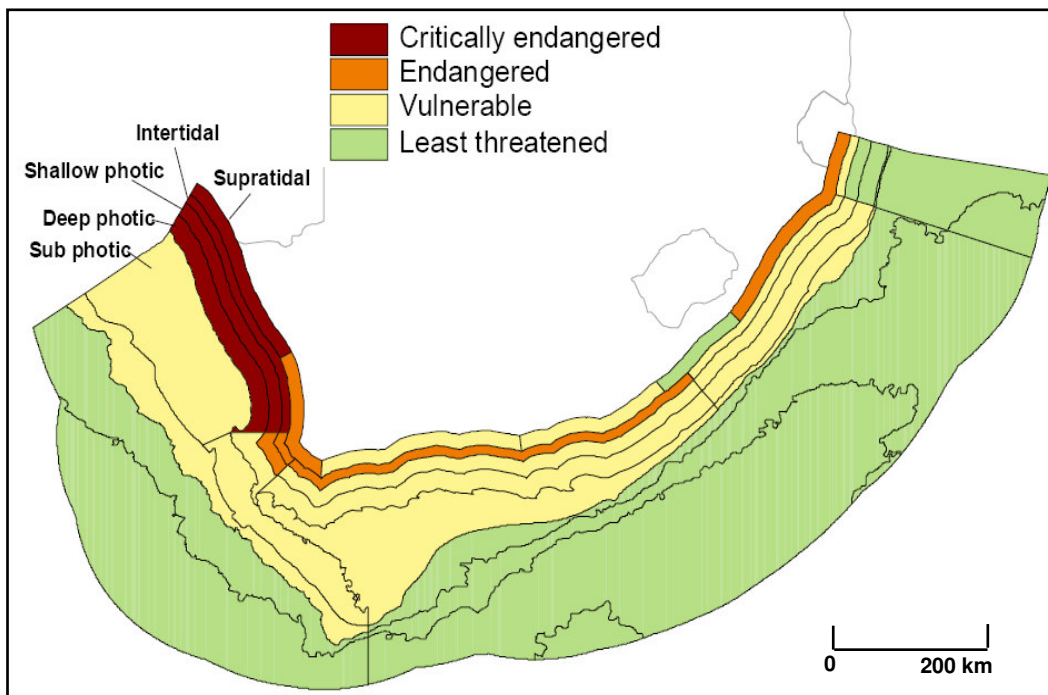 Critically endangered
Endangered
Vulnerable
Least threatened
Intertidal
Shallow photic
Supratidal
Deep photic
Sub photic
0 200 km